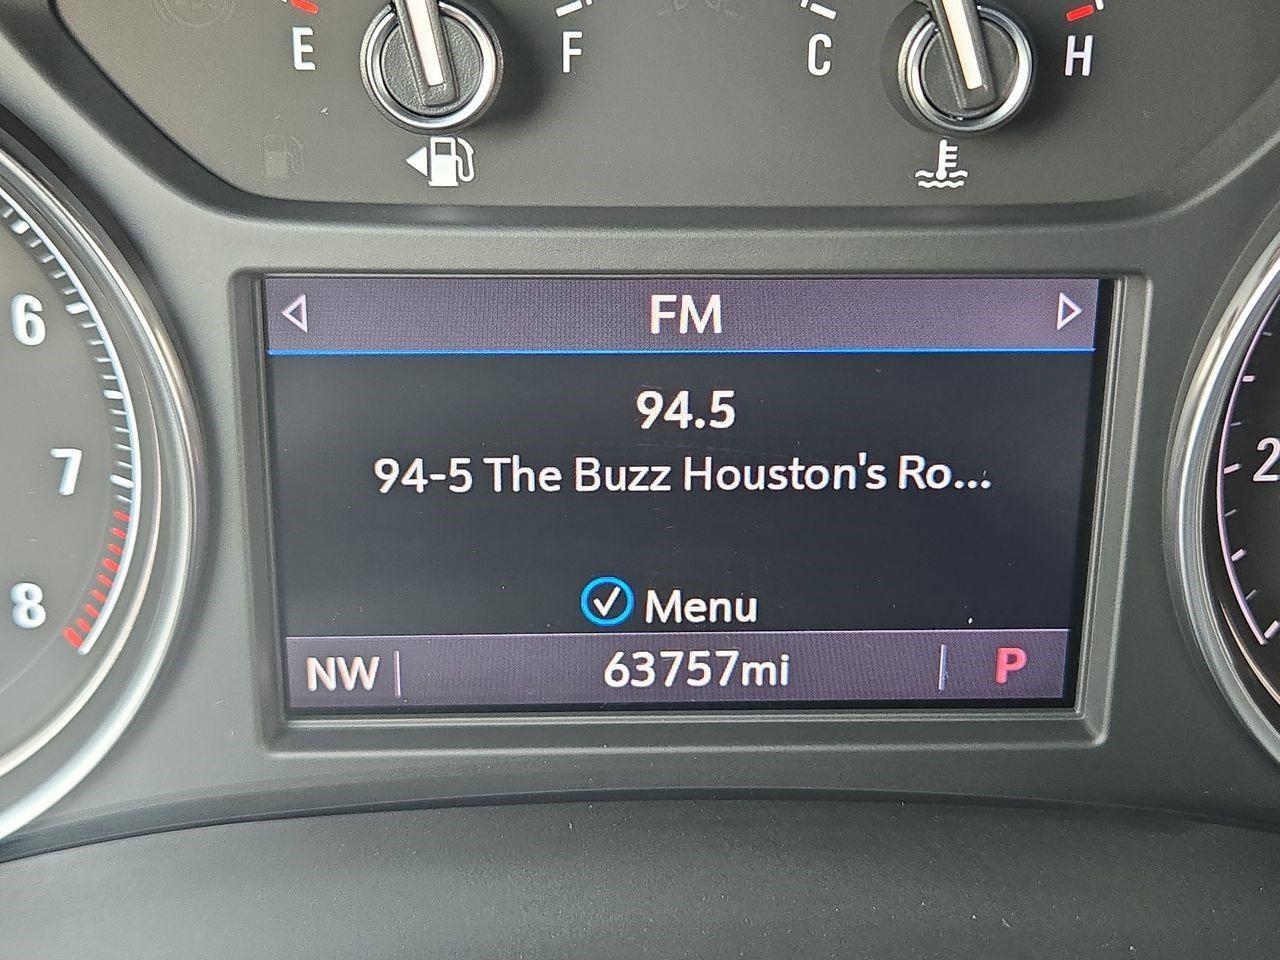 E
F
C
H
6
7
8
2
FM
94.5
94-5 The Buzz Houston's Ro...
Menu
NW
63757mi
P